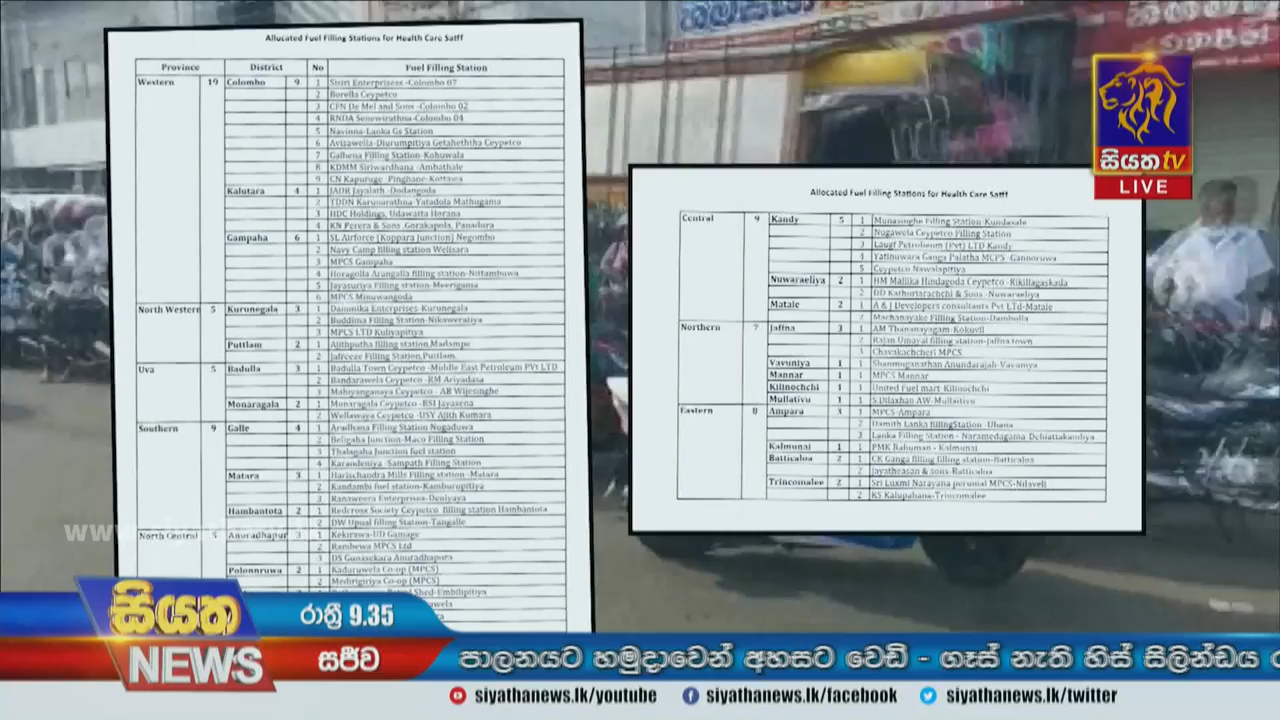 Allocated Fuel Filling Stations for Health Care Satff
Province District No Fuel Filling Station
Western 19 Colombo 9 1 Sisiri Enterprisess -Colombo 07
2 Borella Ceypetco
3 CFN De Mel and Sons -Colombo 02
4 RNDA Senewirathna-Colombo 04
5 Navinna-Lanka Gs Station
6 Avissawella-Diurumpitiya Getahethitha Ceypetco
7 Galhena Filling Station-Kohuwala
8 KDMM Siriwardhana -Ambathale
9 CN Kapuruge -Pinghane-Kottawa
Kalutara 4 1 JADR Jayalath -Dodangoda
2 TDDN Karunarathna-Yatadola Mathugama
3 HDC Holdings, Udawatta Horana
4 KN Perera & Sons ,Gorakapola, Panadura
Gampaha 6 1 SL Airforce [Koppara Junction] Negombo
2 Navy Camp filling station Welisara
3 MPCS Gampaha
4 Horagolla Arungalla filling station-Nittambuwa
5 Jayasuriya Filling station-Meerigama
6 MPCS Minuwangoda
North Western 5 Kurunegala 3 1 Dammika Enterprises-Kurunegala
2 Buddima Filling Station-Nikaweratiya
3 MPCS LTD Kuliyapitiya
Puttlam 2 1 Ajithputha filling station,Madampe
2 Jafreeze Filling Station,Puttlam
Uva 5 Badulla 3 1 Badulla Town Ceypetco -Middle East Petroleum PVt LTD
2 Bandarawela Ceypetco -RM Ariyadasa
3 Mahiyanganaya Ceypetco - AB Wijesinghe
Monaragala 2 1 Monaragala Ceypetco -BSI Jayasena
2 Wellawaya Ceypetco -USY Ajith Kumara
Southern 9 Galle 4 1 Aradhana Filling Station Nugaduwa
2 Beligaha Junction-Maco Filling Station
3 Thalagaha Junction fuel station
4 Karandeniya -Sampath Filling Station
Matara 3 1 Harischandra Mills Filling station -Matara
2 Kandambi fuel station-Kamburupitiya
3 Ranaweera Enterprises-Deniyaya
Hambantota 2 1 Redcross Society Ceypetco filling station Hambantota
2 DW Upual filling Station-Tangalle
North Central 5 Anuradhapur 3 1 Kekirawa-UD Gamage
2 Rambewa MPCS Ltd
3 DS Gunasekara Anuradhapura
Polonnruwa 2 1 Kaduruwela Co-op (MPCS)
2 Medirigiriya Co-op (MPCS)
Shed-Embilipitiya
Allocated Fuel Filling Stations for Health Care Satff
Central 9 Kandy 5 1 Munasinghe Filling Station-Kundasale
2 Nugawela Ceypetco Filling Station
3 Laugf Petroleum (Pvt) LTD Kandy
4 Yatinuwara Ganga Palatha MCPS -Gannoruwa
5 Ceypetco Nawalapitiya
Nuwaraeliya 2 1 HM Mallika Hindagoda Ceypetco -Rikillagaskada
2 DD Kathuriarachchi & Sons -Nuwaraeliya
Matale 2 1 A & J Developers consultants Pvt LTd-Matale
2 Machanayake Filling Station-Dambulla
Northern 7 Jaffna 3 1 AM Thananayagam-Kokuvil
2 Rajan Umayal filling station-Jaffna town
3 Chavakachcheri MPCS
Vavuniya 1 1 Shanmuganathan Anundarajah-Vavuniya
Mannar 1 1 MPCS Mannar
Kilinochchi 1 1 United Fuel mart-Kilinochchi
Mullativu 1 1 S.Dilaxhan AW-Mullaitivu
Eastern 8 Ampara 3 1 MPCS-Ampara
2 Damith Lanka fillingStation -Uhana
3 Lanka Filling Station - Naramedagama-Dehiattakandiya
Kalmunai 1 1 PMK Rahuman - Kalmunai
Batticaloa 2 1 CK Ganga filling filling station-Batticaloa
2 Jayatheasan & sons-Batticaloa
Trincomalee 2 1 Sri Luxmi Narayana perumal MPCS-Nilaveli
2 KS Kalupahana-Trincomalee
සියත tv
LIVE
සියත
NEWS
රාත්‍රී 9.35
සජීව
පාලනයට හමුදාවෙන් අහසට වෙඩි - ගෑස් නැති හිස් සිලින්ඩය
siyathanews.lk/youtube siyathanews.lk/facebook siyathanews.lk/twitter